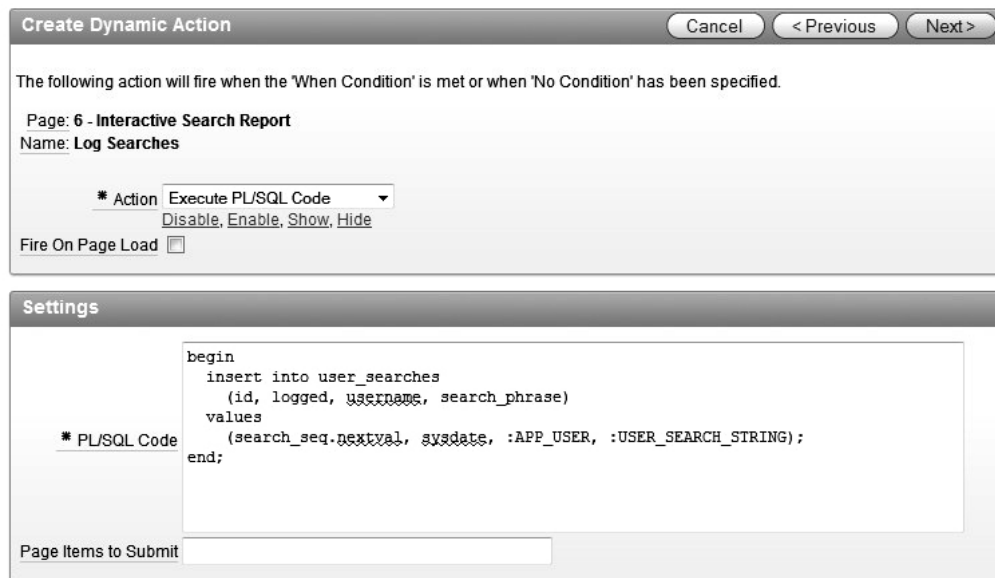 Create Dynamic Action
Cancel
< Previous
Next >
The following action will fire when the 'When Condition' is met or when 'No Condition' has been specified.
Page: 6 - Interactive Search Report
Name: Log Searches
* Action Execute PL/SQL Code
Disable, Enable, Show, Hide
Fire On Page Load
Settings
* PL/SQL Code
begin
  insert into user_searches
    (id, logged, username, search_phrase)
  values
    (search_seq.nextval, sysdate, :APP_USER, :USER_SEARCH_STRING);
end;
Page Items to Submit